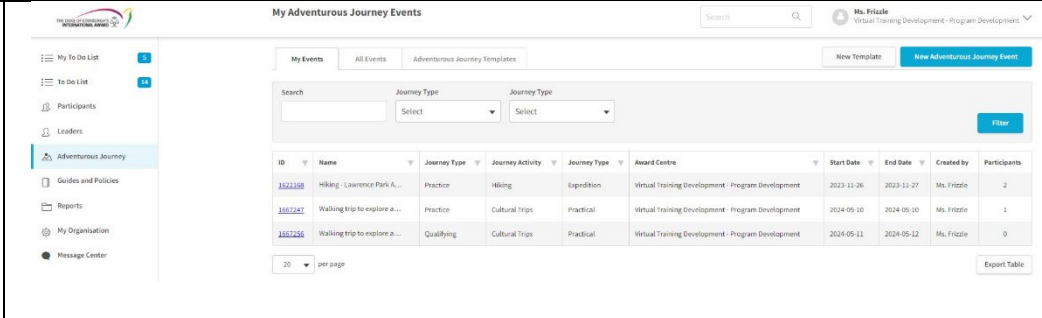 THE DUKE OF EDINBURGH'S
INTERNATIONAL AWARD
My Adventurous Journey Events
Search
Ms. Frizzle
Virtual Training Development - Program Development
My To Do List 5
To Do List 14
Participants
Leaders
Adventurous Journey
Guides and Policies
Reports
My Organisation
Message Center
My Events All Events Adventurous Journey Templates New Template New Adventurous Journey Event
Search Journey Type Journey Type
Select Select
Filter
ID Name Journey Type Journey Activity Journey Type Award Centre Start Date End Date Created by Participants
1622168 Hiking - Lawrence Park A... Practice Hiking Expedition Virtual Training Development - Program Development 2023-11-26 2023-11-27 Ms. Frizzle 2
1667247 Walking trip to explore a... Practice Cultural Trips Practical Virtual Training Development - Program Development 2024-05-10 2024-05-10 Ms. Frizzle 1
1667256 Walking trip to explore a... Qualifying Cultural Trips Practical Virtual Training Development - Program Development 2024-05-11 2024-05-12 Ms. Frizzle 0
20 per page Export Table